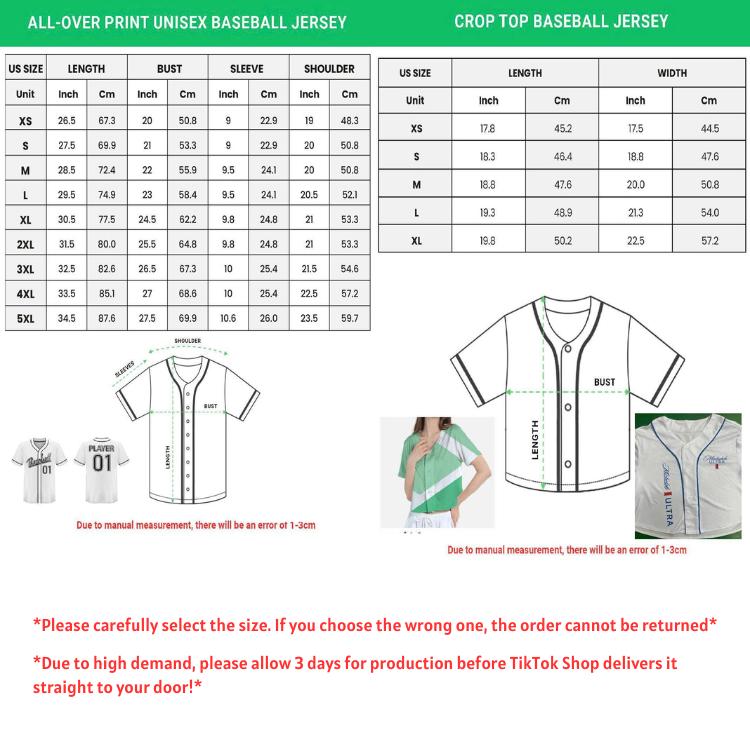 ALL-OVER PRINT UNISEX BASEBALL JERSEY
US SIZE LENGTH BUST SLEEVE SHOULDER
Unit Inch Cm Inch Cm Inch Cm Inch Cm
XS 26.5 67.3 20 50.8 9 22.9 19 48.3
S 27.5 69.9 21 53.3 9 22.9 20 50.8
M 28.5 72.4 22 55.9 9.5 24.1 20 50.8
L 29.5 74.9 23 58.4 9.5 24.1 20.5 52.1
XL 30.5 77.5 24.5 62.2 9.8 24.8 21 53.3
2XL 31.5 80.0 25.5 64.8 9.8 24.8 21 53.3
3XL 32.5 82.6 26.5 67.3 10 25.4 21.5 54.6
4XL 33.5 85.1 27 68.6 10 25.4 22.5 57.2
5XL 34.5 87.6 27.5 69.9 10.6 26.0 23.5 59.7
SHOULDER
SLEEVES
BUST
LENGTH
Baseball
01
PLAYER
01
Due to manual measurement, there will be an error of 1-3cm
CROP TOP BASEBALL JERSEY
US SIZE LENGTH WIDTH
Unit Inch Cm Inch Cm
XS 17.8 45.2 17.5 44.5
S 18.3 46.4 18.8 47.6
M 18.8 47.6 20.0 50.8
L 19.3 48.9 21.3 54.0
XL 19.8 50.2 22.5 57.2
BUST
LENGTH
Michelob
ULTRA
Michelob
ULTRA
Due to manual measurement, there will be an error of 1-3cm
*Please carefully select the size. If you choose the wrong one, the order cannot be returned*
*Due to high demand, please allow 3 days for production before TikTok Shop delivers it
straight to your door!*